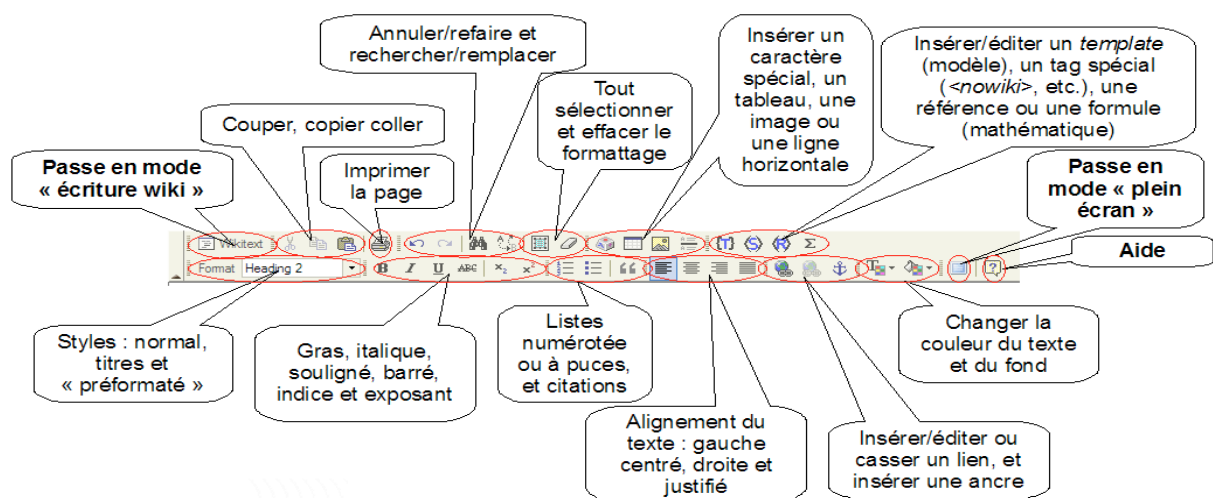 Annuler/refaire et
rechercher/remplacer
Insérer un
caractère
spécial, un
tableau, une
image ou
une ligne
horizontale
Insérer/éditer un template
(modèle), un tag spécial
(<nowiki>, etc.), une
référence ou une formule
(mathématique)
Tout
sélectionner
et effacer le
formattage
Couper, copier coller
Passe en mode
« écriture wiki »
Imprimer
la page
Passe en
mode « plein
écran »
Aide
Wikitext
{T} S R Σ
Format Heading 2
B I U ABC x₂ x²
T
?
Styles : normal,
titres et
« préformaté »
Gras, italique,
souligné, barré,
indice et exposant
Listes
numérotée
ou à puces,
et citations
Alignement du
texte : gauche
centré, droite et
justifié
Insérer/éditer ou
casser un lien, et
insérer une ancre
Changer la
couleur du texte
et du fond